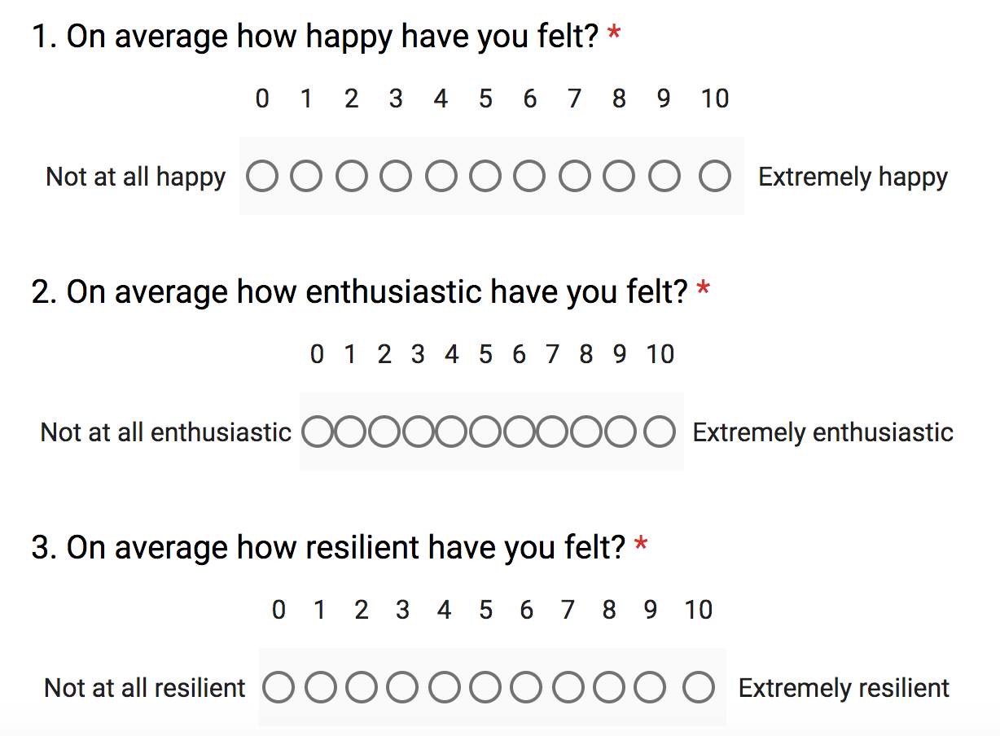 1. On average how happy have you felt? *
0 1 2 3 4 5 6 7 8 9 10
Not at all happy Extremely happy
2. On average how enthusiastic have you felt? *
0 1 2 3 4 5 6 7 8 9 10
Not at all enthusiastic Extremely enthusiastic
3. On average how resilient have you felt? *
0 1 2 3 4 5 6 7 8 9 10
Not at all resilient Extremely resilient